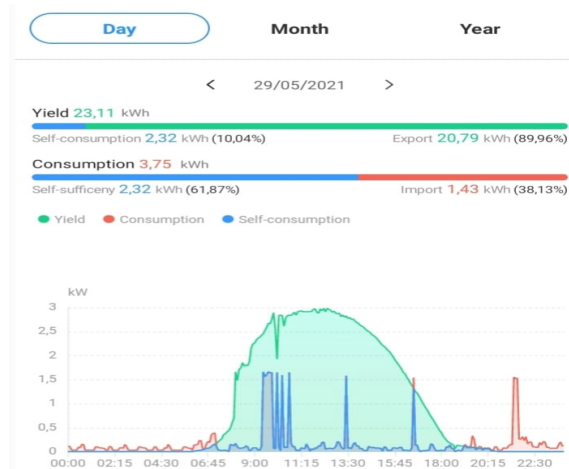 Day Month Year
< 29/05/2021 >
Yield 23,11 kWh
Self-consumption 2,32 kWh (10,04%) Export 20,79 kWh (89,96%)
Consumption 3,75 kWh
Self-sufficeny 2,32 kWh (61,87%) Import 1,43 kWh (38,13%)
Yield Consumption Self-consumption
kW
3
2,5
2
1,5
1
0,5
0
00:00 02:15 04:30 06:45 9:00 11:15 13:30 15:45 18:00 20:15 22:30